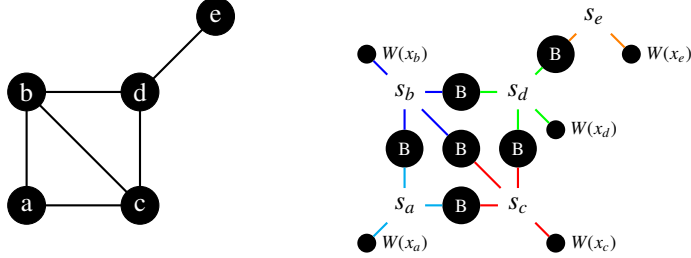 e
b
d
a
c
s_e
W(x_b)
B
W(x_e)
s_b
B
s_d
W(x_d)
B
B
B
s_a
B
s_c
W(x_a)
W(x_c)